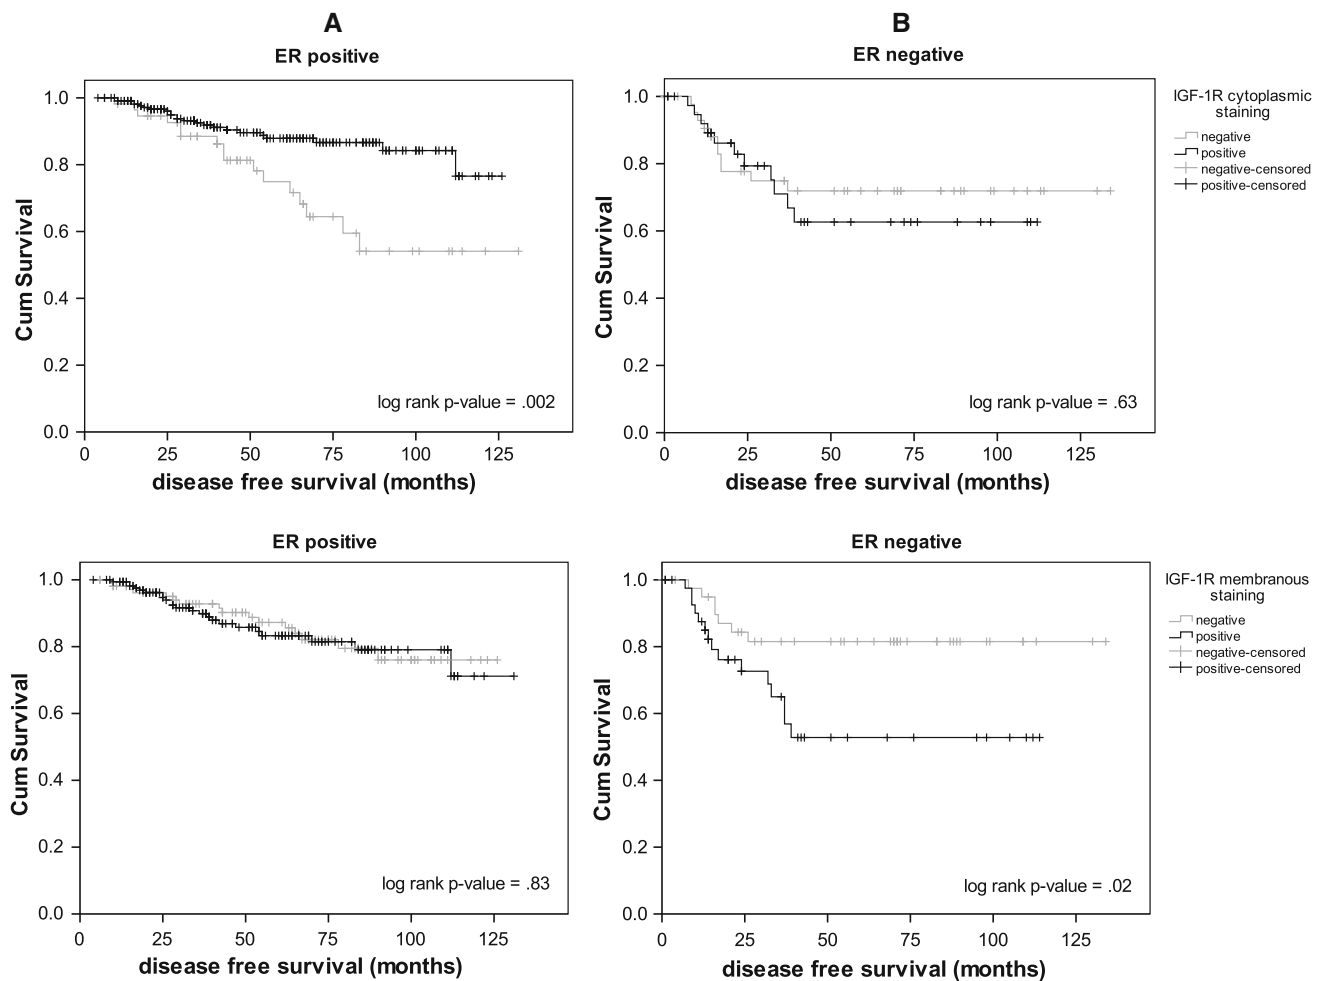 A
ER positive
1.0
0.8
0.6
0.4
0.2
0.0
Cum Survival
log rank p-value = .002
0 25 50 75 100 125
disease free survival (months)
B
ER negative
1.0
0.8
0.6
0.4
0.2
0.0
Cum Survival
log rank p-value = .63
0 25 50 75 100 125
disease free survival (months)
IGF-1R cytoplasmic
staining
negative
positive
negative-censored
positive-censored
ER positive
1.0
0.8
0.6
0.4
0.2
0.0
Cum Survival
log rank p-value = .83
0 25 50 75 100 125
disease free survival (months)
ER negative
1.0
0.8
0.6
0.4
0.2
0.0
Cum Survival
log rank p-value = .02
0 25 50 75 100 125
disease free survival (months)
IGF-1R membranous
staining
negative
positive
negative-censored
positive-censored